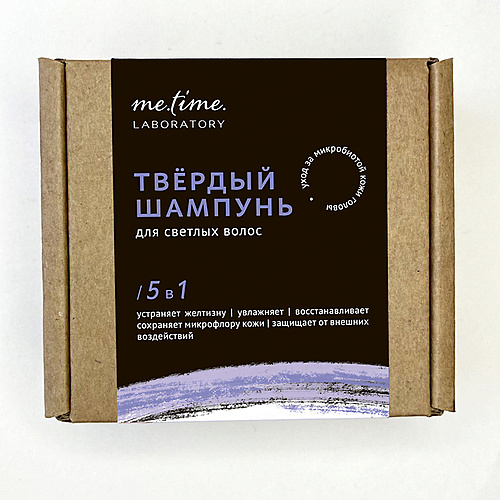 me.time.
LABORATORY
уход за микробиотой кожи головы
ТВЁРДЫЙ
ШАМПУНЬ
для светлых волос
/ 5 в 1
устраняет желтизну | увлажняет | восстанавливает
сохраняет микрофлору кожи | защищает от внешних
воздействий